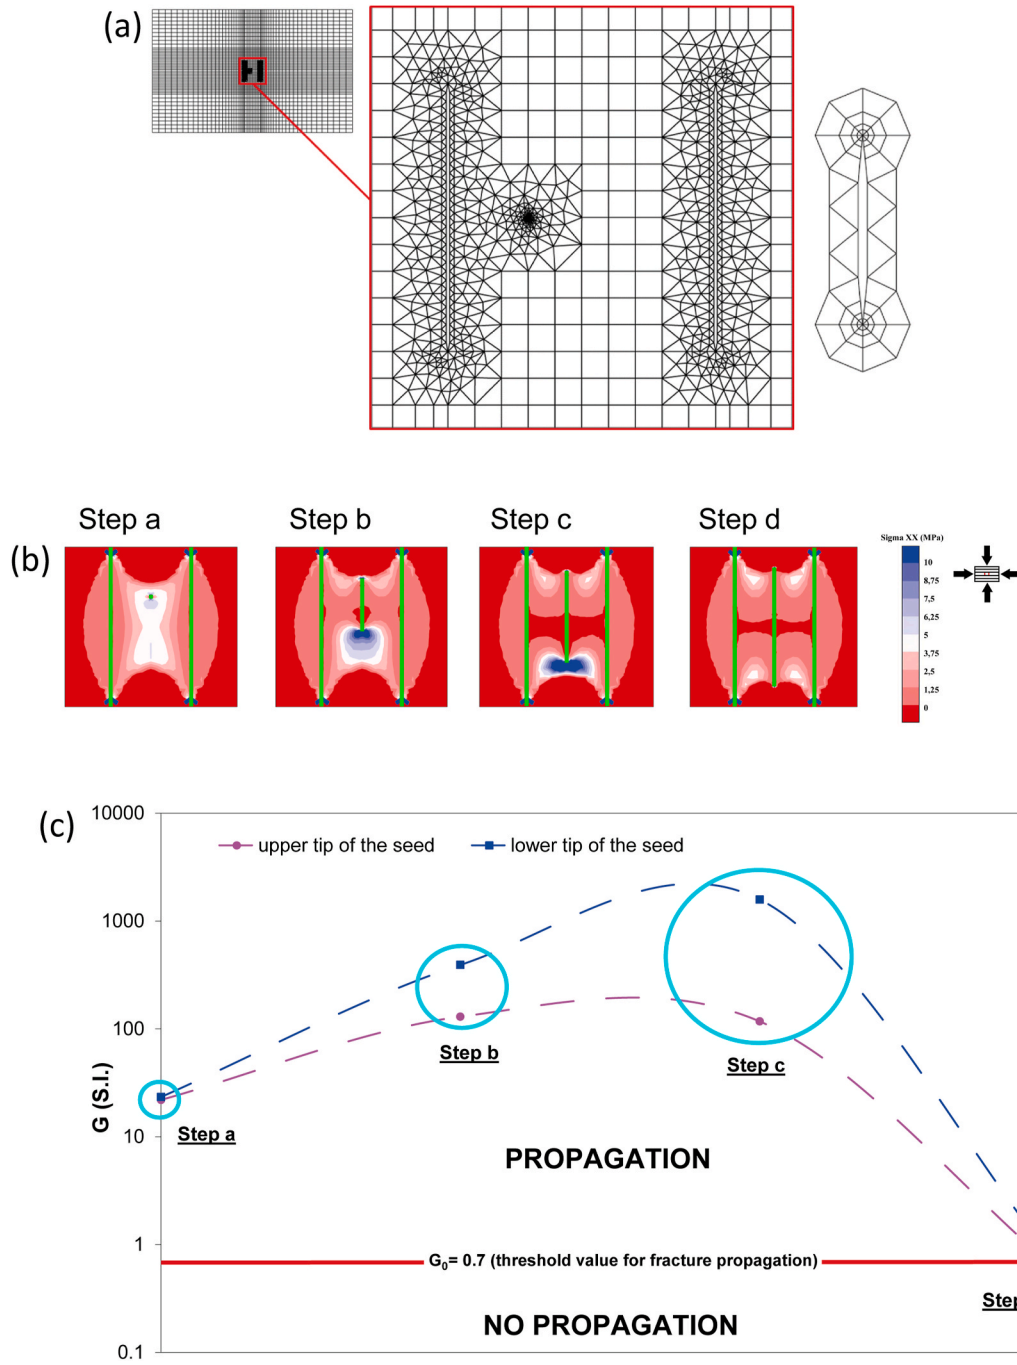 (a)
Step a
Step b
Step c
Step d
(b)
Sigma XX (MPa)
10
8,75
7,5
6,25
5
3,75
2,5
1,25
0
(c)
10000
upper tip of the seed
lower tip of the seed
1000
100
Step b
Step c
G (S.I.)
Step a
10
PROPAGATION
1
G₀= 0.7 (threshold value for fracture propagation)
Step
NO PROPAGATION
0.1